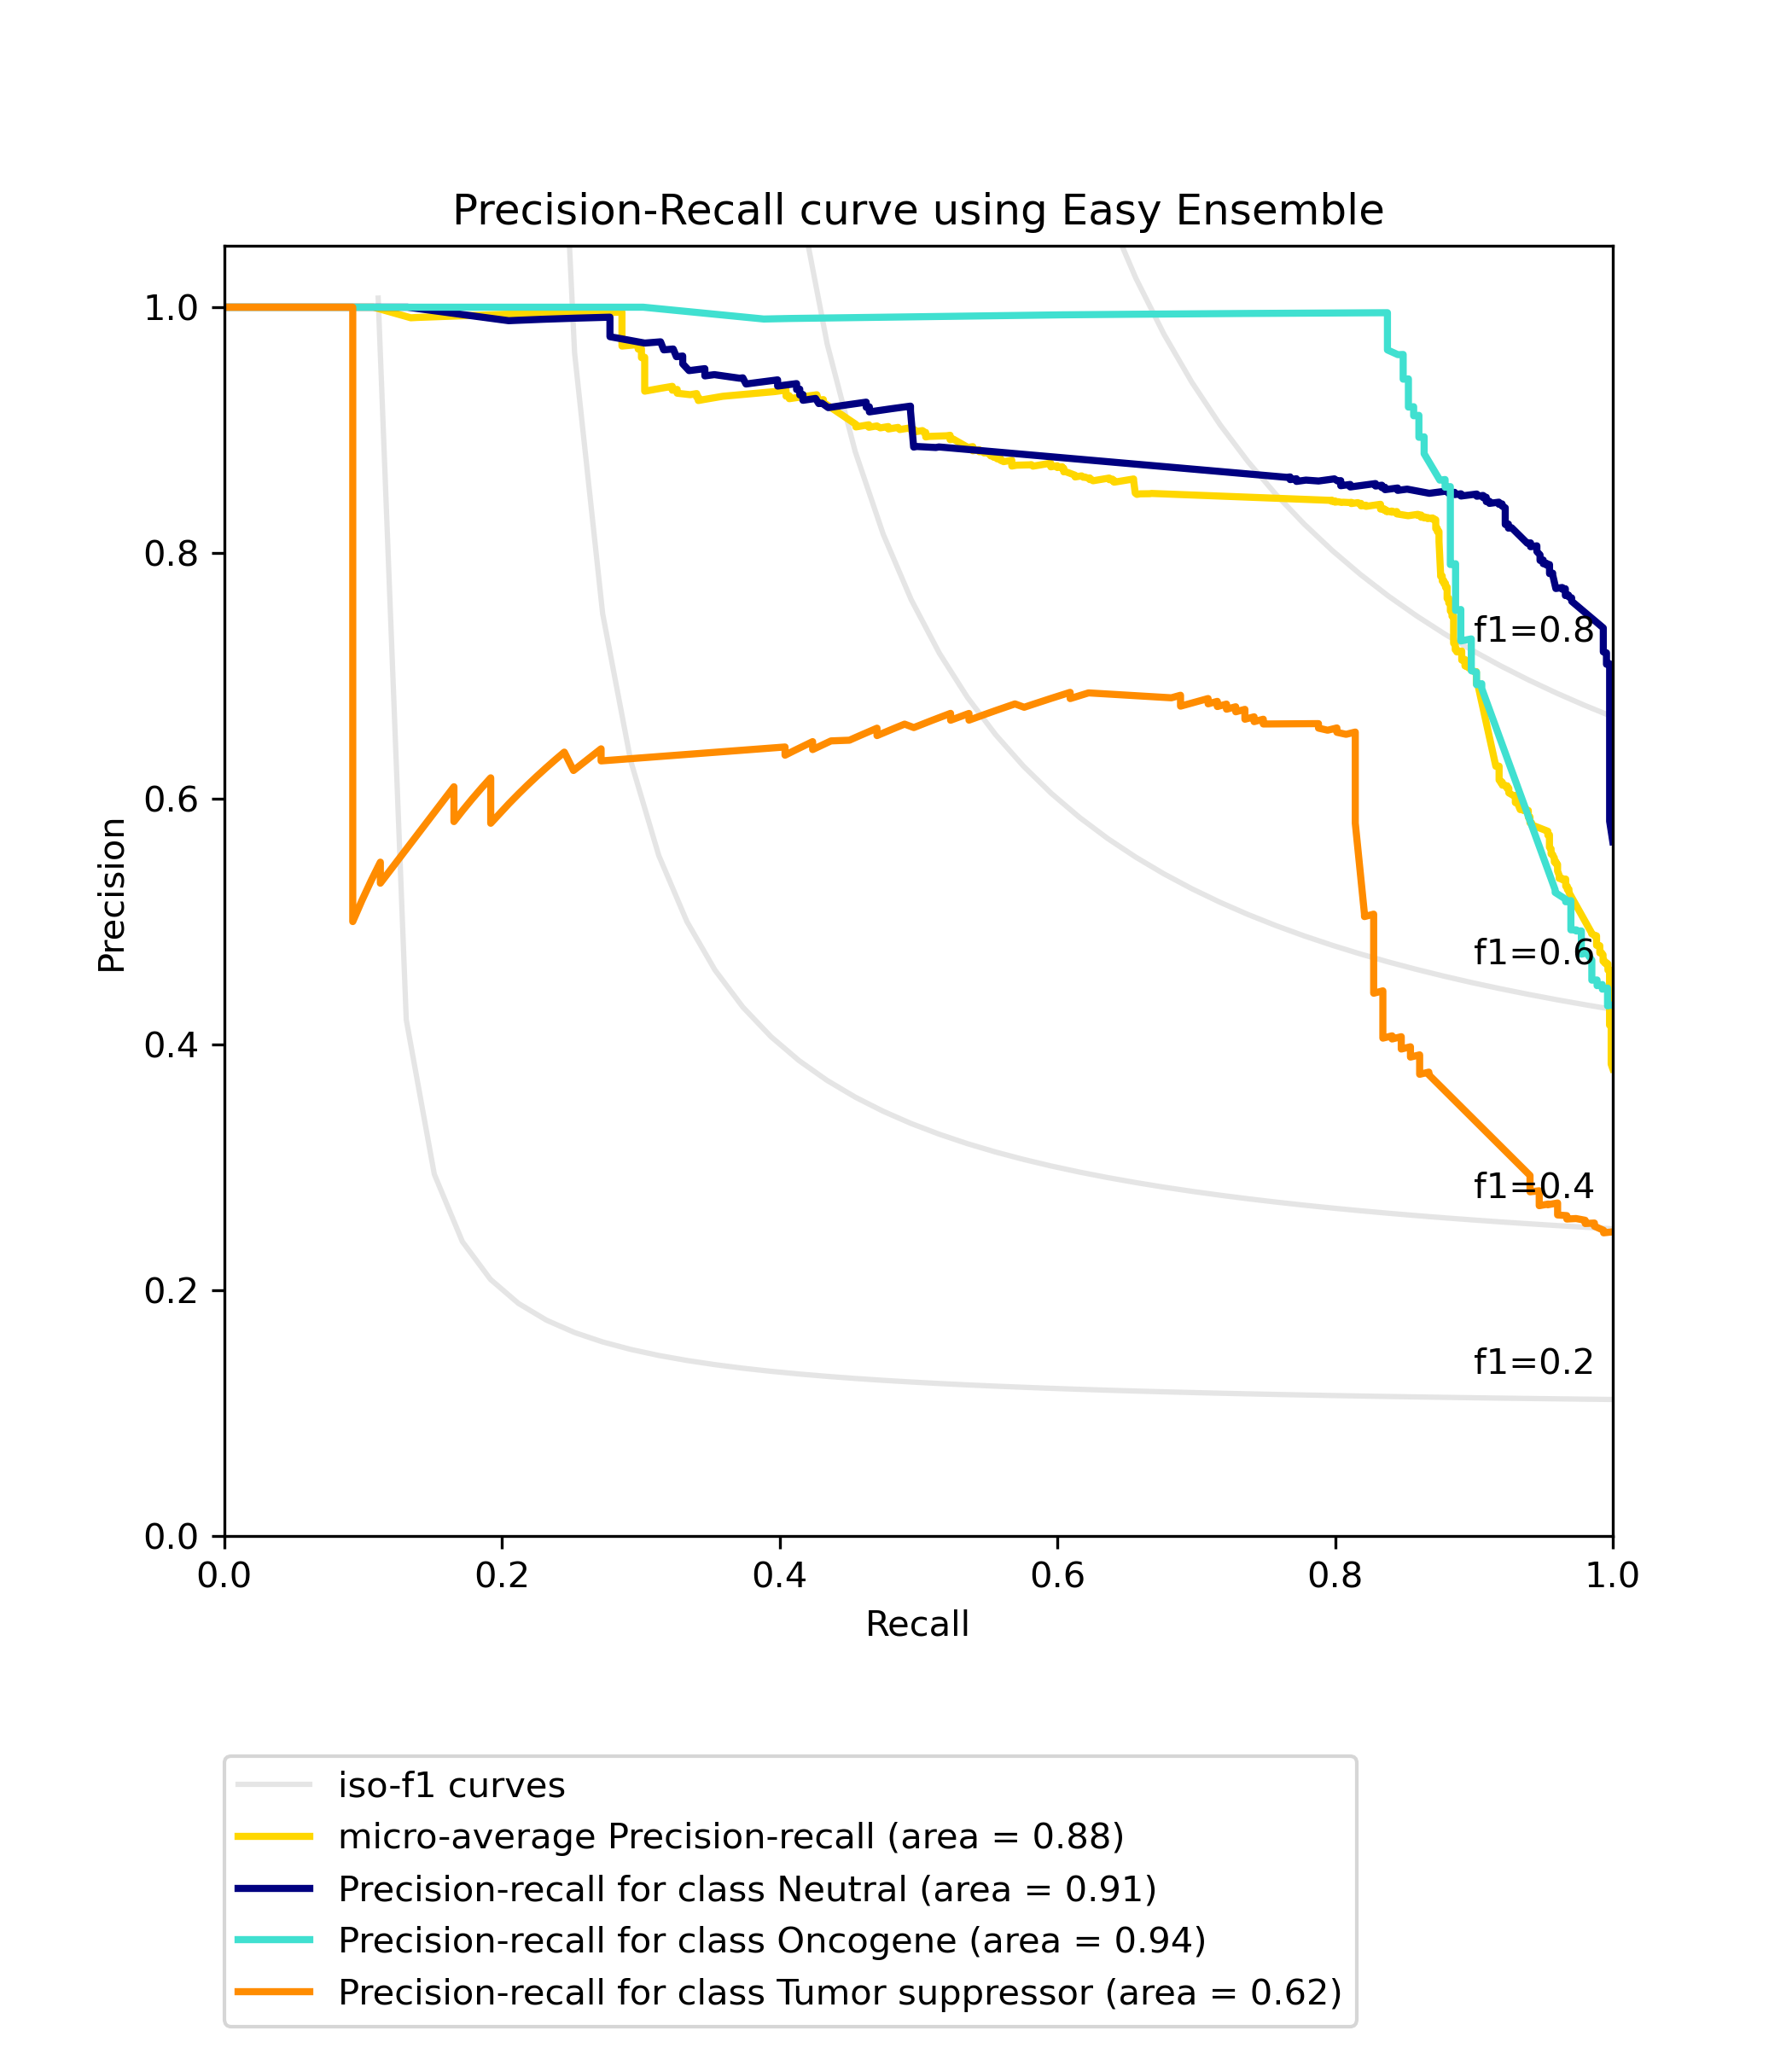 Precision-Recall curve using Easy Ensemble
1.0
0.8
0.6
0.4
0.2
0.0
Precision
f1=0.8
f1=0.6
f1=0.4
f1=0.2
0.0 0.2 0.4 0.6 0.8 1.0
Recall
iso-f1 curves
micro-average Precision-recall (area = 0.88)
Precision-recall for class Neutral (area = 0.91)
Precision-recall for class Oncogene (area = 0.94)
Precision-recall for class Tumor suppressor (area = 0.62)